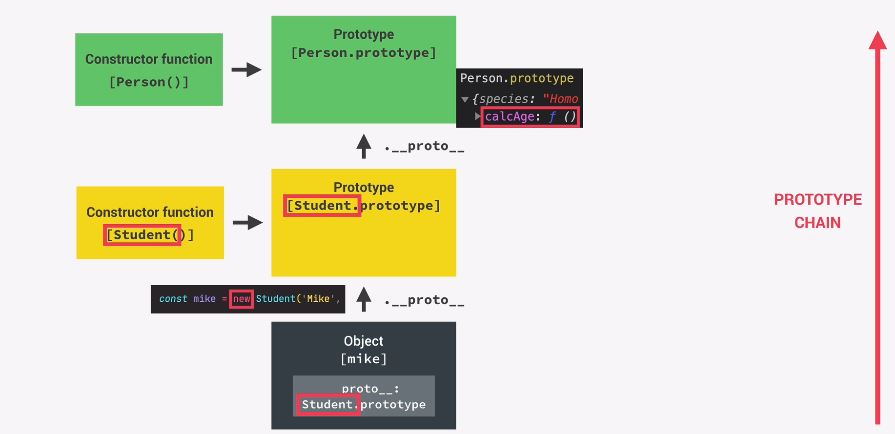 Prototype
[Person.prototype]
Constructor function
[Person()]
Person.prototype
{species: "Homo
calcAge: ƒ ()
.__proto__
Prototype
[Student.prototype]
Constructor function
[Student()]
PROTOTYPE
CHAIN
const mike = new Student('Mike',
.__proto__
Object
[mike]
proto__:
Student.prototype